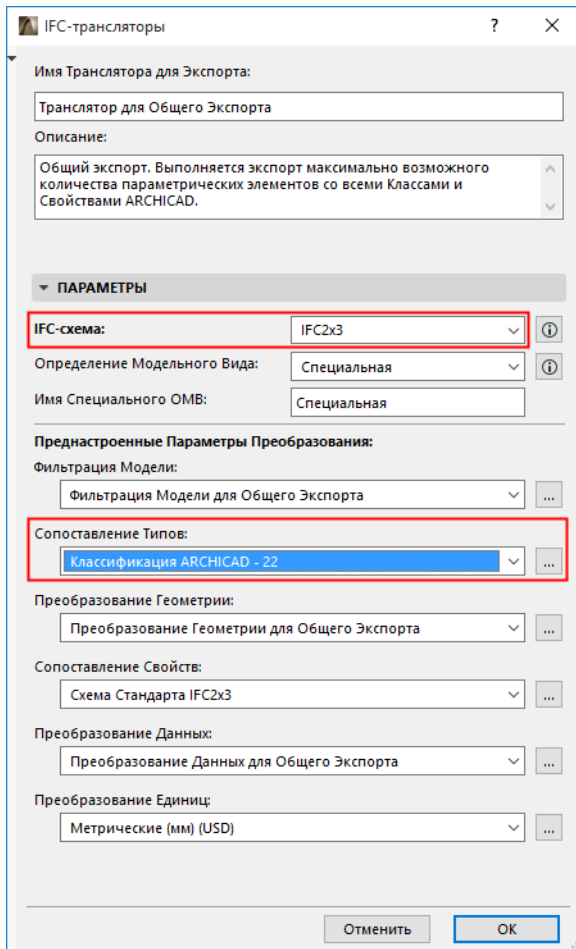 IFC-трансляторы ?
Имя Транслятора для Экспорта:
Транслятор для Общего Экспорта
Описание:
Общий экспорт. Выполняется экспорт максимально возможного
количества параметрических элементов со всеми Классами и
Свойствами ARCHICAD.
ПАРАМЕТРЫ
IFC-схема: IFC2x3
Определение Модельного Вида: Специальная
Имя Специального ОМВ: Специальная
Преднастроенные Параметры Преобразования:
Фильтрация Модели:
Фильтрация Модели для Общего Экспорта ...
Сопоставление Типов:
Классификация ARCHICAD - 22 ...
Преобразование Геометрии:
Преобразование Геометрии для Общего Экспорта ...
Сопоставление Свойств:
Схема Стандарта IFC2x3 ...
Преобразование Данных:
Преобразование Данных для Общего Экспорта ...
Преобразование Единиц:
Метрические (мм) (USD) ...
Отменить OK